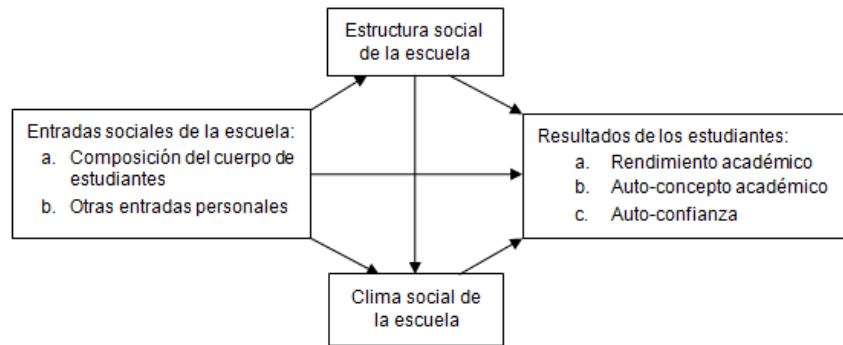 Estructura social
de la escuela
Entradas sociales de la escuela:
a. Composición del cuerpo de
estudiantes
b. Otras entradas personales
Resultados de los estudiantes:
a. Rendimiento académico
b. Auto-concepto académico
c. Auto-confianza
Clima social de
la escuela